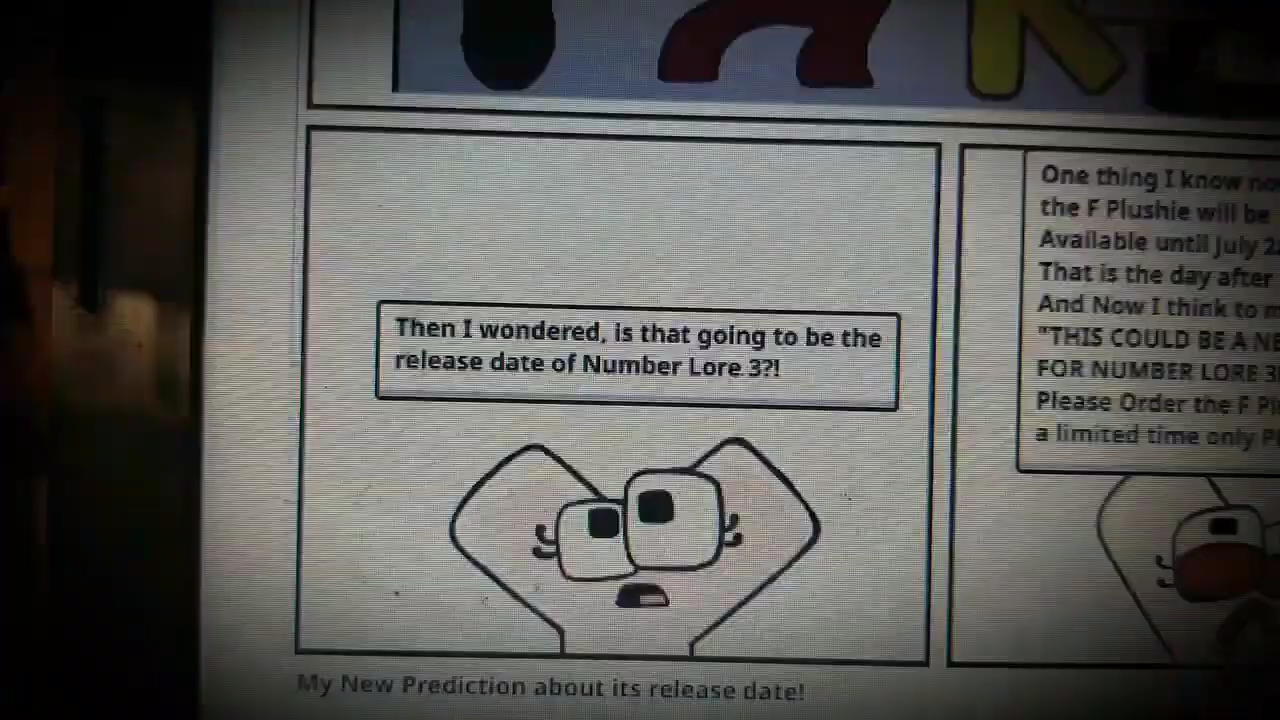 Then I wondered, is that going to be the
release date of Number Lore 3?!
One thing I know
the F Plushie will be
Available until July
That is the day after
And Now I think to
"THIS COULD BE A
FOR NUMBER LORE
Please Order the F
a limited time only
My New Prediction about its release date!